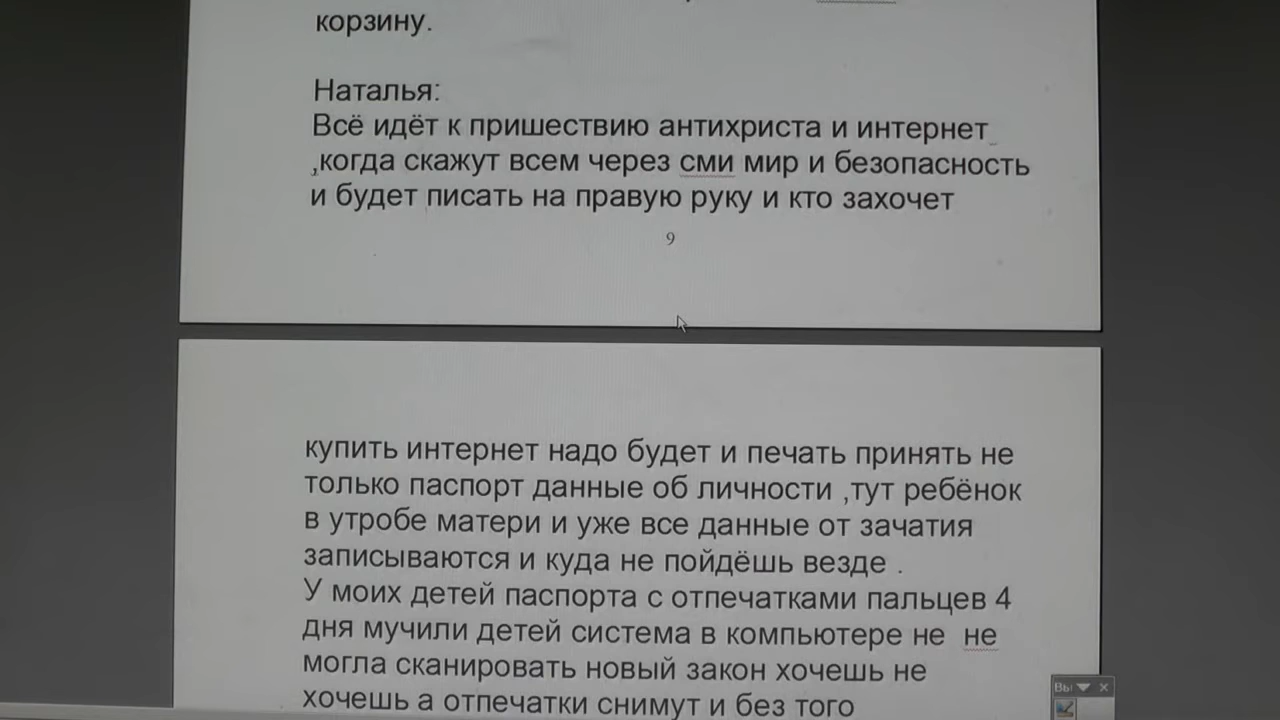 корзину.
Наталья:
Всё идёт к пришествию антихриста и интернет
,когда скажут всем через сми мир и безопасность
и будет писать на правую руку и кто захочет
9
купить интернет надо будет и печать принять не
только паспорт данные об личности ,тут ребёнок
в утробе матери и уже все данные от зачатия
записываются и куда не пойдёшь везде .
У моих детей паспорта с отпечатками пальцев 4
дня мучили детей система в компьютере не  не
могла сканировать новый закон хочешь не
хочешь а отпечатки снимут и без того
Вы